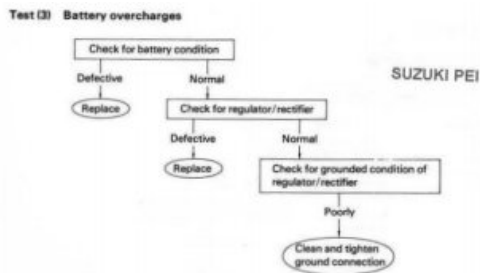 Test (3) Battery overcharges
Check for battery condition
Defective Normal
SUZUKI PEI
Replace
Check for regulator/rectifier
Defective Normal
Replace
Check for grounded condition of
regulator/rectifier
Poorly
Clean and tighten
ground connection